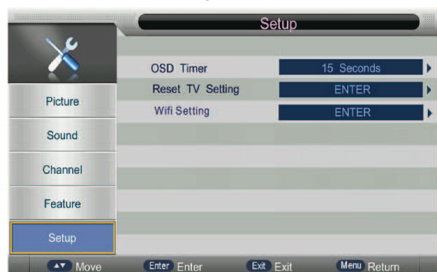 Setup
OSD Timer 15 Seconds
Reset TV Setting ENTER
Wifi Setting ENTER
Picture
Sound
Channel
Feature
Setup
Move Enter Enter Exit Exit Menu Return